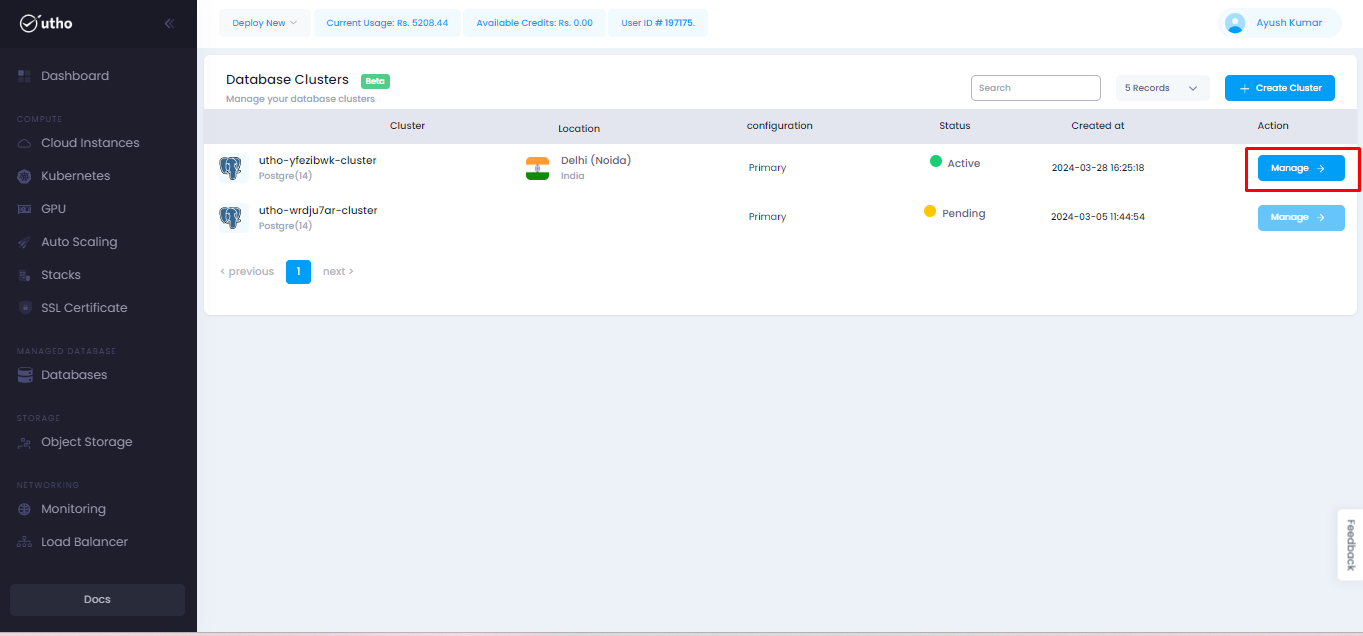 utho
Dashboard
COMPUTE
Cloud Instances
Kubernetes
GPU
Auto Scaling
Stacks
SSL Certificate
MANAGED DATABASE
Databases
STORAGE
Object Storage
NETWORKING
Monitoring
Load Balancer
Docs
Deploy New
Current Usage: Rs. 5208.44
Available Credits: Rs. 0.00
User ID # 197175.
Ayush Kumar
Database Clusters Beta
Manage your database clusters
Search
5 Records
+ Create Cluster
Cluster Location configuration Status Created at Action
utho-yfezibwk-cluster
Postgre(14)
Delhi (Noida)
India
Primary
Active
2024-03-28 16:25:18
Manage →
utho-wrdju7ar-cluster
Postgre(14)
Primary
Pending
2024-03-05 11:44:54
Manage →
< previous 1 next >
Feedback